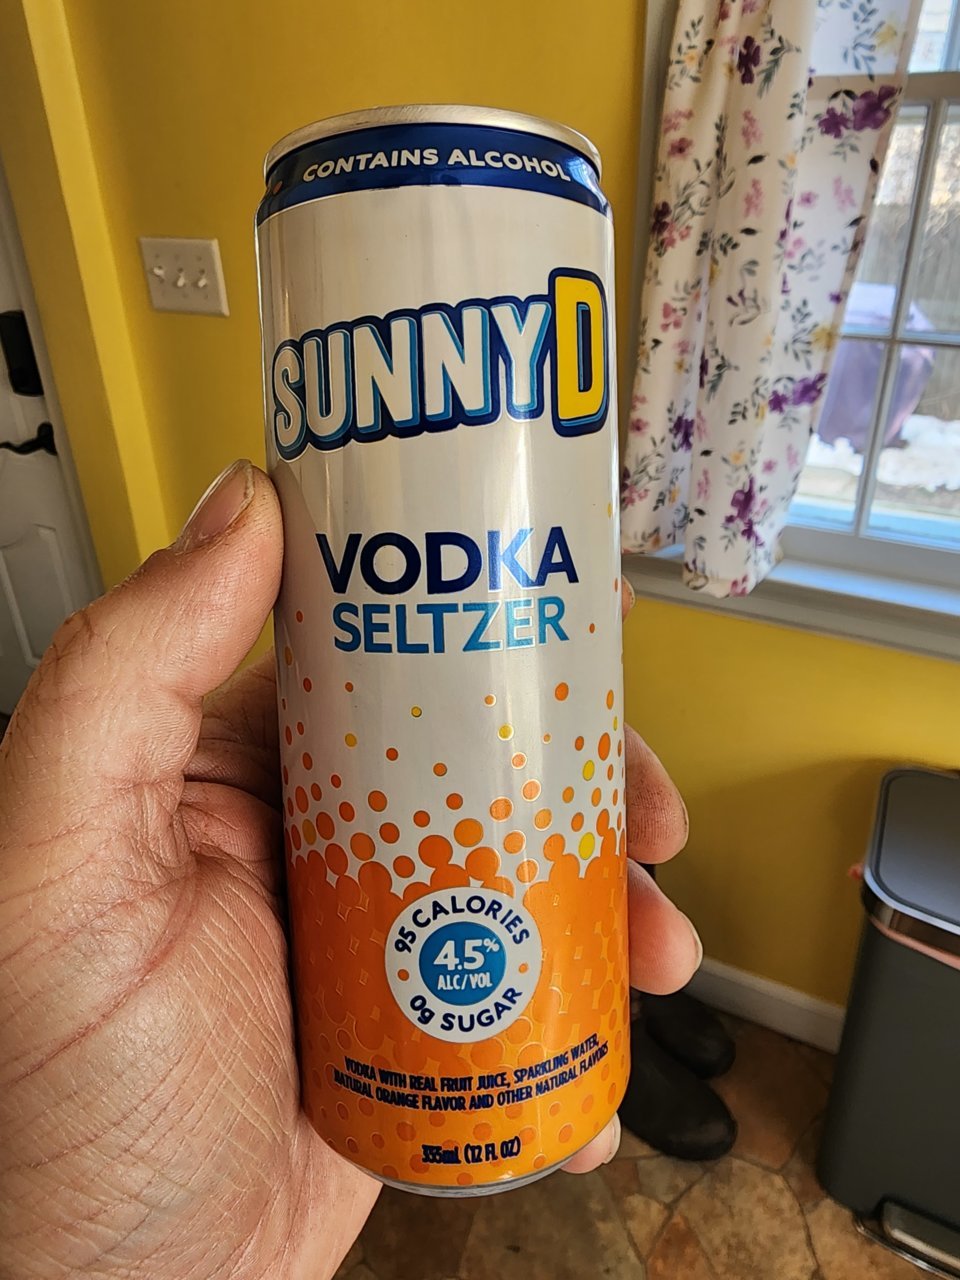 CONTAINS ALCOHOL
SUNNYD
VODKA
SELTZER
95 CALORIES
4.5%
ALC/VOL
0g SUGAR
VODKA WITH REAL FRUIT JUICE, SPARKLING WATER,
NATURAL ORANGE FLAVOR AND OTHER NATURAL FLAVORS
355mL (12 FL OZ)